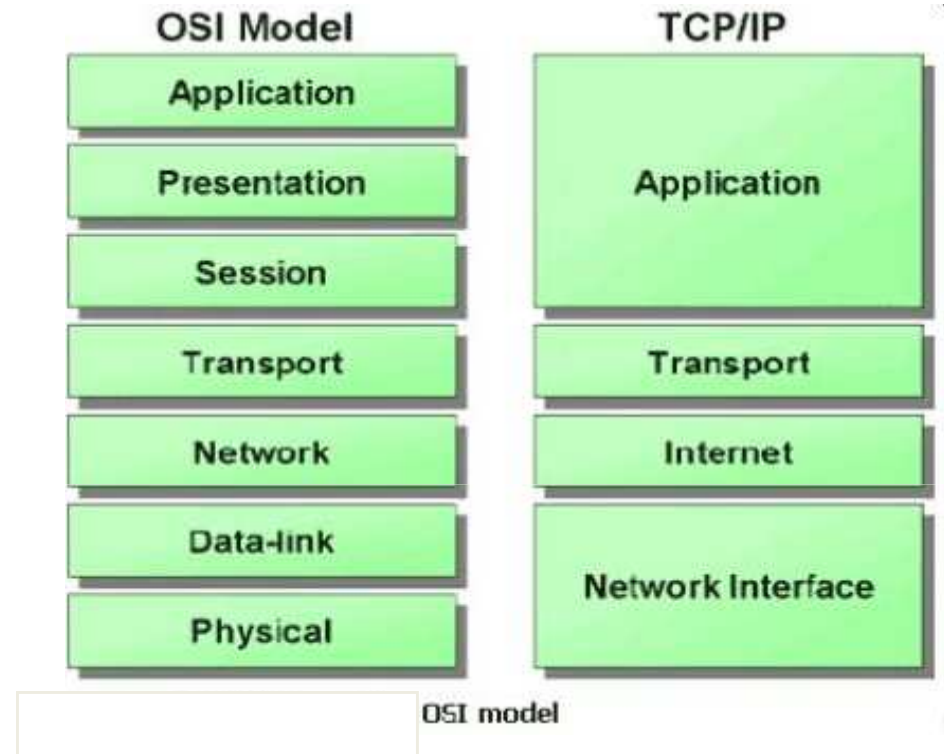 OSI Model
TCP/IP
Application
Presentation
Session
Transport
Network
Data-link
Physical
Application
Transport
Internet
Network Interface
OSI model